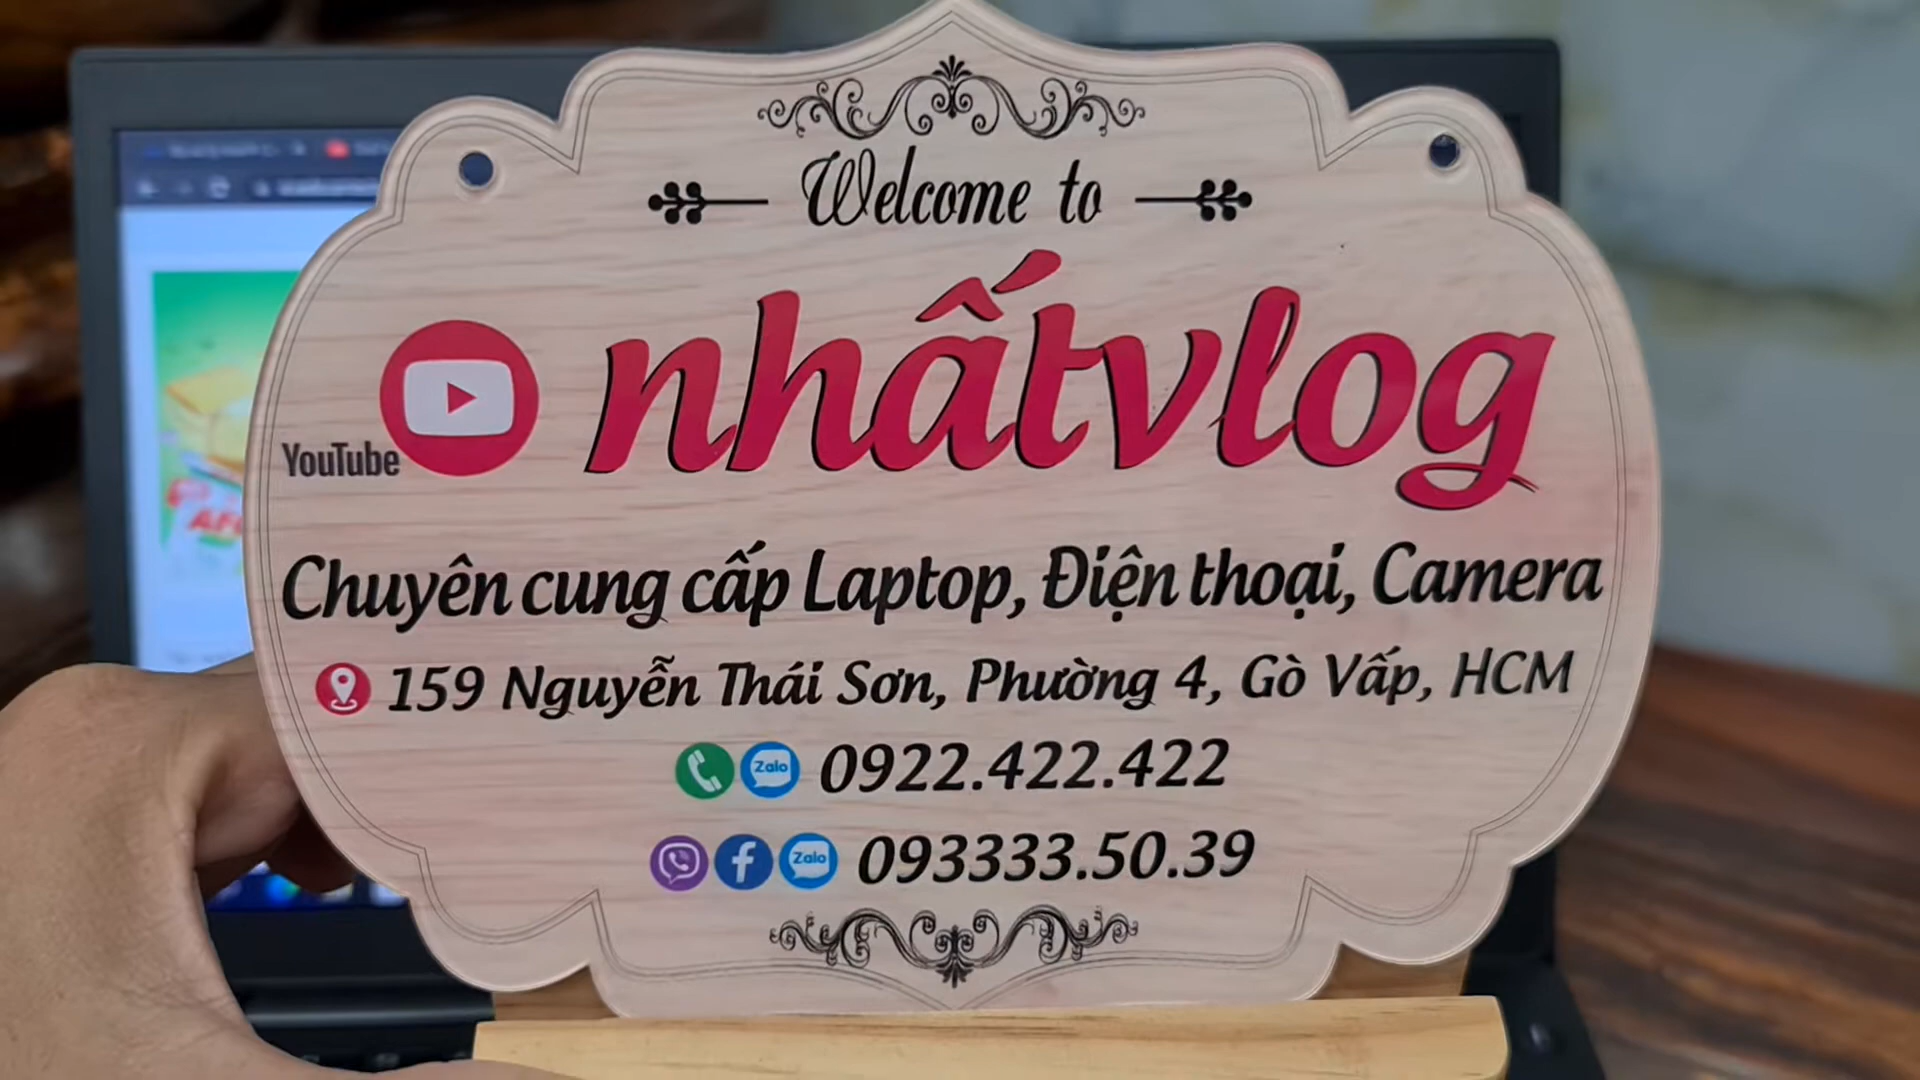 Welcome to
YouTube nhấtvlog
Chuyên cung cấp Laptop, Điện thoại, Camera
159 Nguyễn Thái Sơn, Phường 4, Gò Vấp, HCM
Zalo 0922.422.422
Zalo 093333.50.39